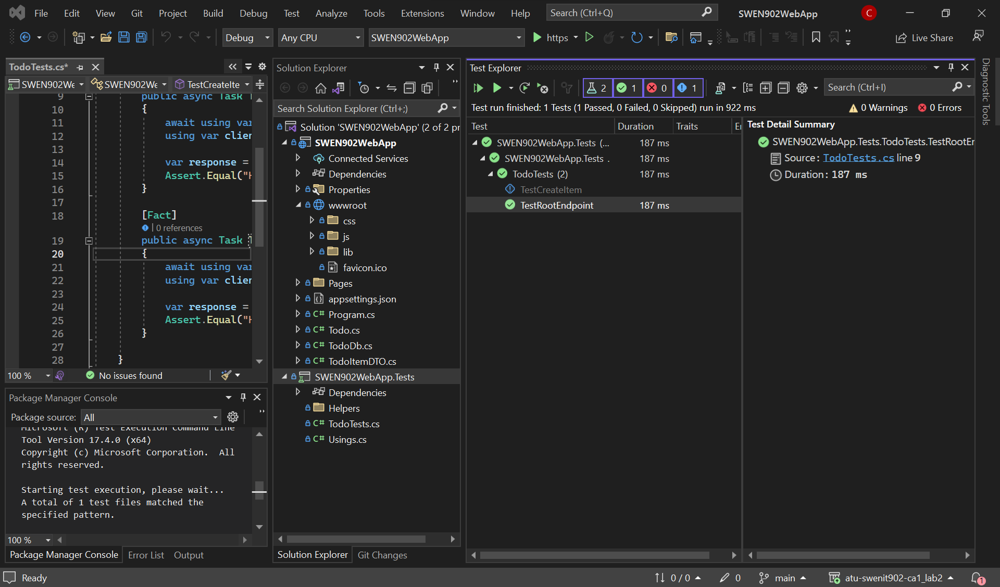 File Edit View Git Project Build Debug Test Analyze Tools Extensions Window Help Search (Ctrl+Q) SWEN902WebApp C
Debug Any CPU SWEN902WebApp https Live Share
TodoTests.cs*
SWEN902We SWEN902We TestCreateIte
9 public async Task
10 {
11 await using var
12 using var clien
13
14 var response =
15 Assert.Equal("H
16 }
17
18 [Fact]
0 references
19 public async Task
20 {
21 await using var
22 using var clien
23
24 var response =
25 Assert.Equal("H
26 }
27
28 }
100 % No issues found
Package Manager Console
Package source: All
Microsoft (R) Test Execution Command Line
Tool Version 17.4.0 (x64)
Copyright (c) Microsoft Corporation. All
rights reserved.
Starting test execution, please wait...
A total of 1 test files matched the
specified pattern.
100 %
Package Manager Console Error List Output
Solution Explorer
Search Solution Explorer (Ctrl+;)
Solution 'SWEN902WebApp' (2 of 2 pr
SWEN902WebApp
Connected Services
Dependencies
Properties
wwwroot
css
js
lib
favicon.ico
Pages
appsettings.json
C# Program.cs
C# Todo.cs
C# TodoDb.cs
C# TodoItemDTO.cs
SWEN902WebApp.Tests
Dependencies
Helpers
C# TodoTests.cs
C# Usings.cs
Solution Explorer Git Changes
Test Explorer
2 1 0 1 Search (Ctrl+I)
Test run finished: 1 Tests (1 Passed, 0 Failed, 0 Skipped) run in 922 ms 0 Warnings 0 Errors
Test Duration Traits
SWEN902WebApp.Tests (... 187 ms
SWEN902WebApp.Tests . 187 ms
TodoTests (2) 187 ms
TestCreateItem
TestRootEndpoint 187 ms
Test Detail Summary
SWEN902WebApp.Tests.TodoTests.TestRootEr
Source: TodoTests.cs line 9
Duration: 187 ms
Diagnostic Tools
Ready 0 / 0 0 main atu-swenit902-ca1_lab2 1